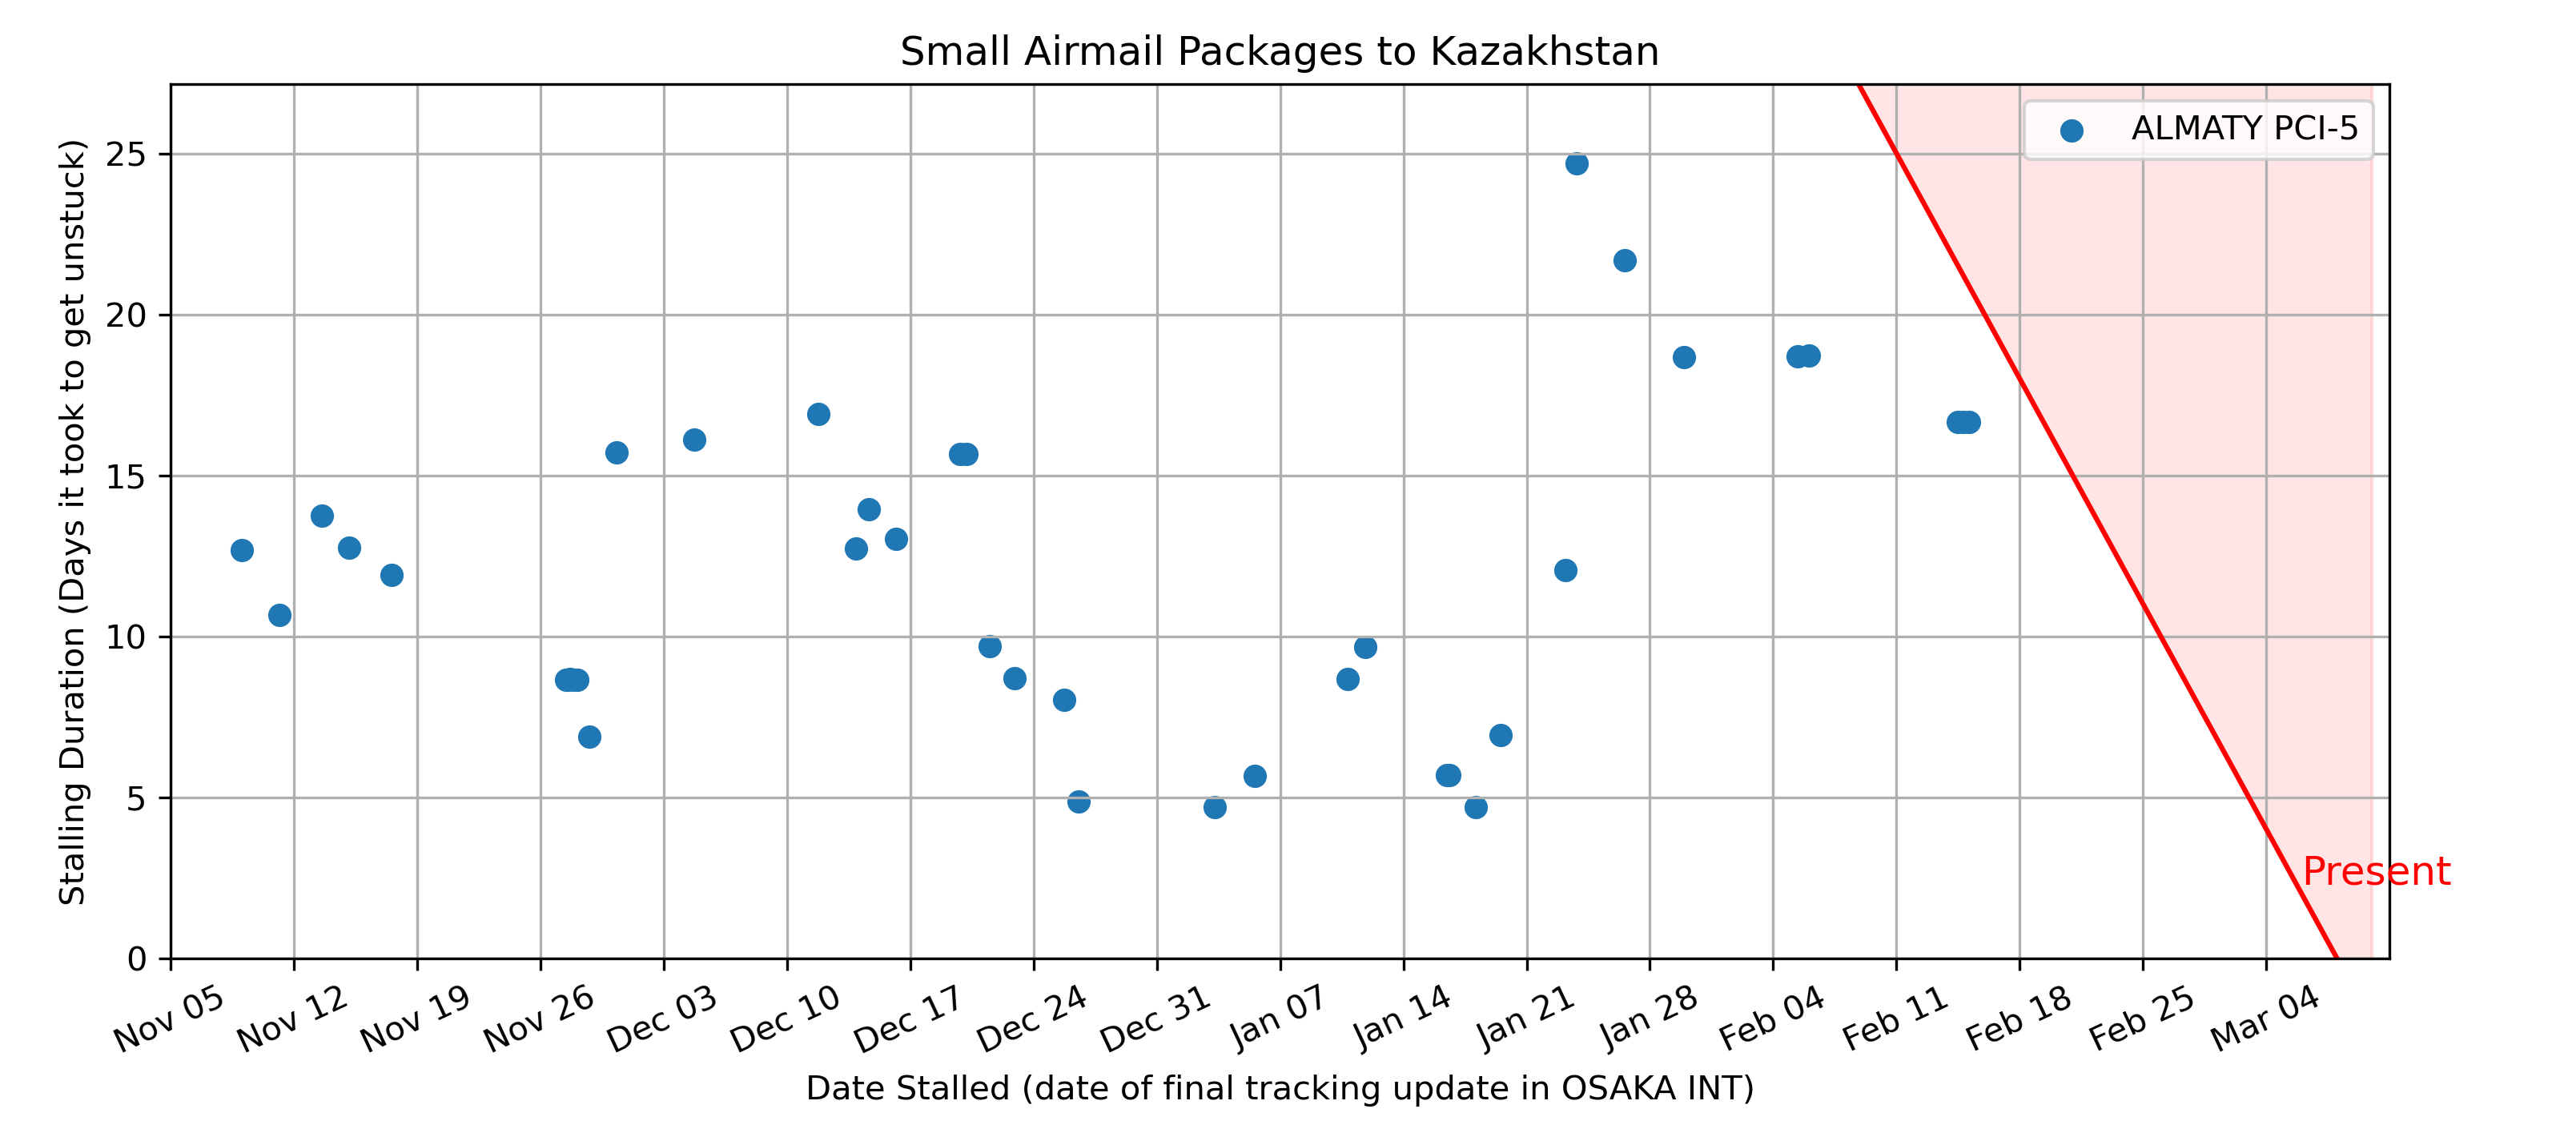 Small Airmail Packages to Kazakhstan
ALMATY PCI-5
Present
Stalling Duration (Days it took to get unstuck)
25
20
15
10
5
0
Nov 05
Nov 12
Nov 19
Nov 26
Dec 03
Dec 10
Dec 17
Dec 24
Dec 31
Jan 07
Jan 14
Jan 21
Jan 28
Feb 04
Feb 11
Feb 18
Feb 25
Mar 04
Date Stalled (date of final tracking update in OSAKA INT)